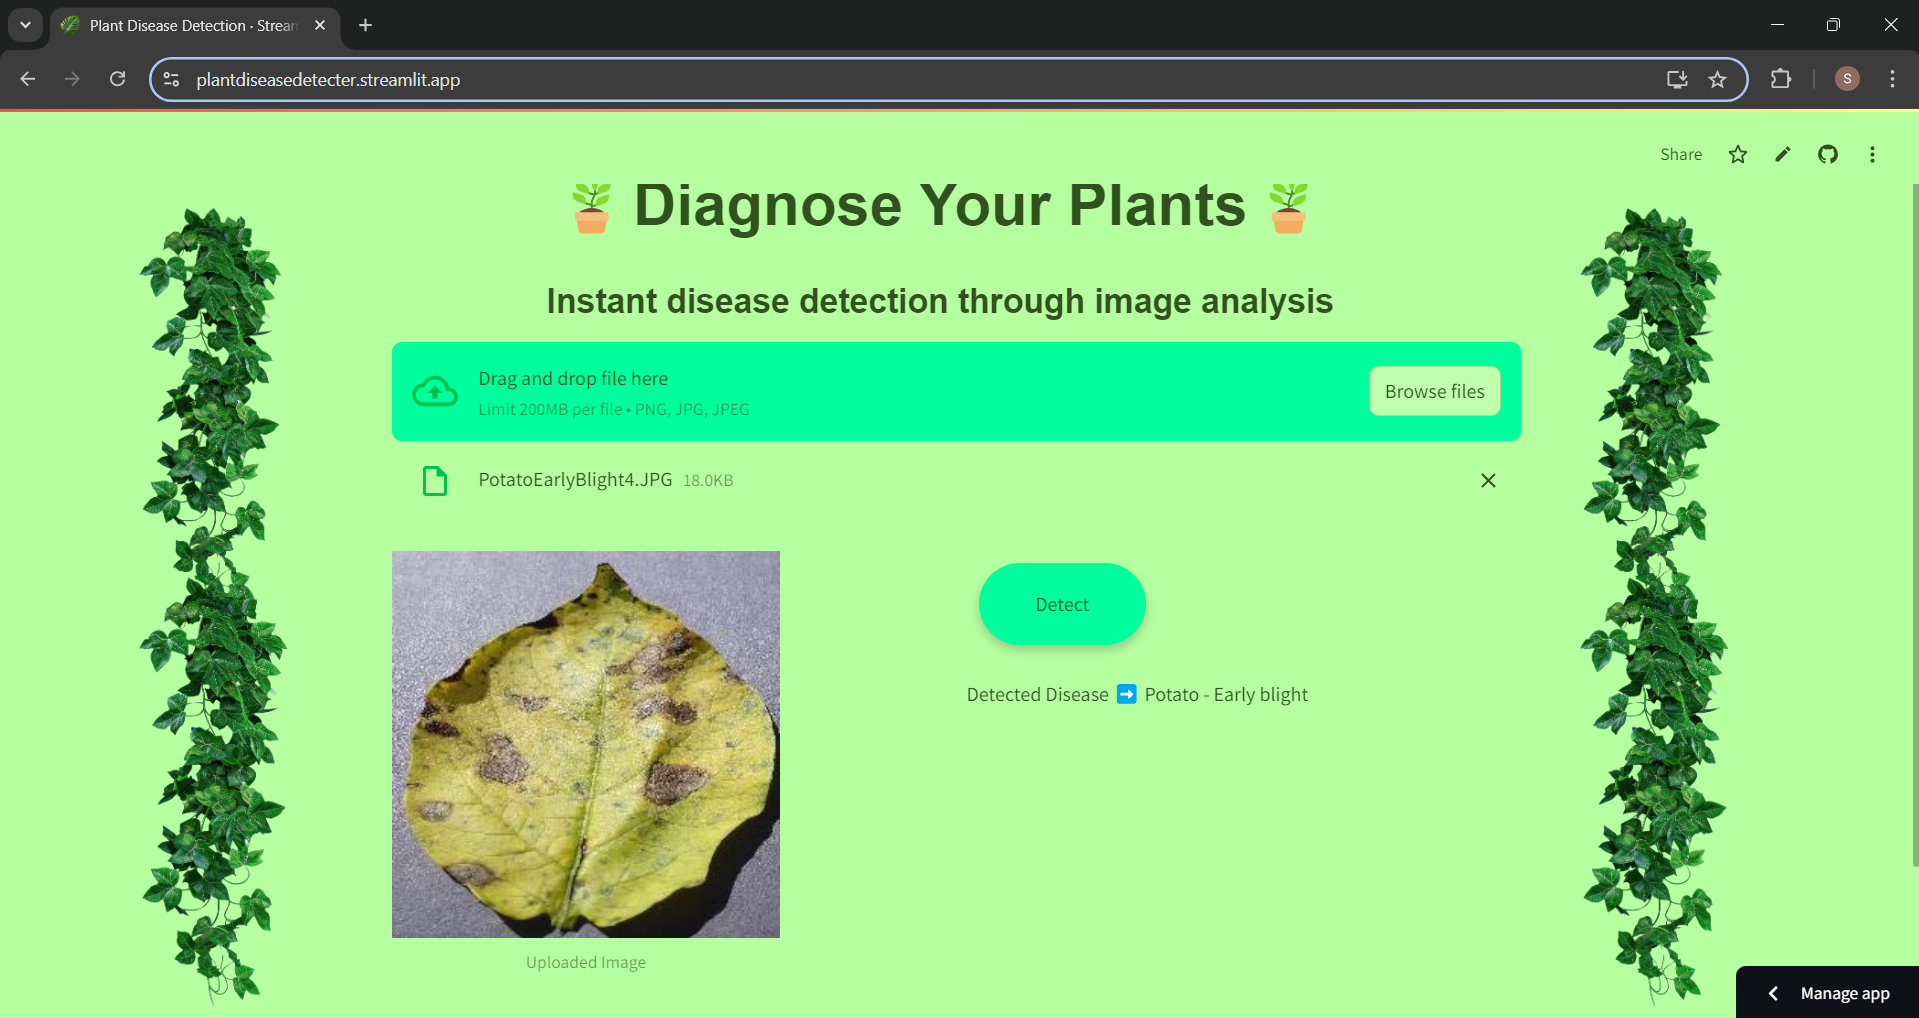 Plant Disease Detection · Stream
plantdiseasedetecter.streamlit.app
S
Share
Diagnose Your Plants
Instant disease detection through image analysis
Drag and drop file here
Limit 200MB per file • PNG, JPG, JPEG
Browse files
PotatoEarlyBlight4.JPG 18.0KB
Detect
Detected Disease ➡️ Potato - Early blight
Uploaded Image
Manage app